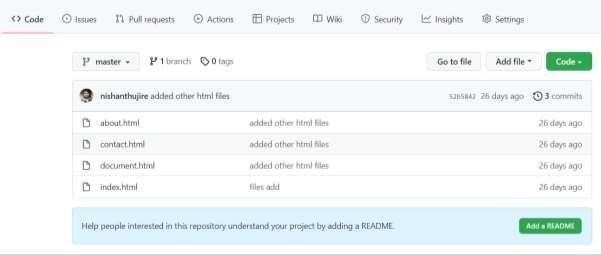 Code Issues Pull requests Actions Projects Wiki Security Insights Settings
master 1 branch 0 tags Go to file Add file Code
nishanthujire added other html files 5265842 26 days ago 3 commits
about.html added other html files 26 days ago
contact.html added other html files 26 days ago
document.html added other html files 26 days ago
index.html files add 26 days ago
Help people interested in this repository understand your project by adding a README. Add a README